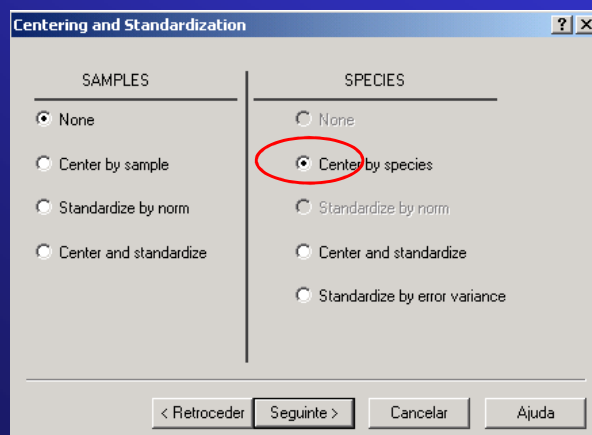 Centering and Standardization
SAMPLES
None
Center by sample
Standardize by norm
Center and standardize
SPECIES
None
Center by species
Standardize by norm
Center and standardize
Standardize by error variance
< Retroceder Seguinte > Cancelar Ajuda